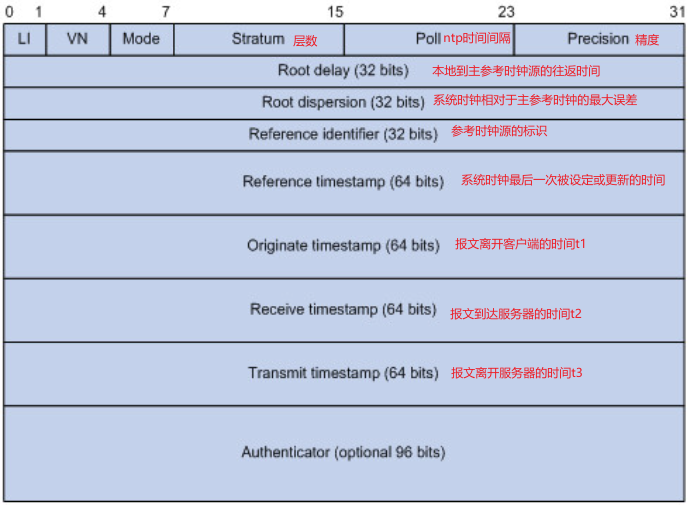 0 1 4 7 15 23 31
LI VN Mode Stratum 层数 Poll ntp时间间隔 Precision 精度
Root delay (32 bits) 本地到主参考时钟源的往返时间
Root dispersion (32 bits) 系统时钟相对于主参考时钟的最大误差
Reference identifier (32 bits) 参考时钟源的标识
Reference timestamp (64 bits) 系统时钟最后一次被设定或更新的时间
Originate timestamp (64 bits) 报文离开客户端的时间t1
Receive timestamp (64 bits) 报文到达服务器的时间t2
Transmit timestamp (64 bits) 报文离开服务器的时间t3
Authenticator (optional 96 bits)